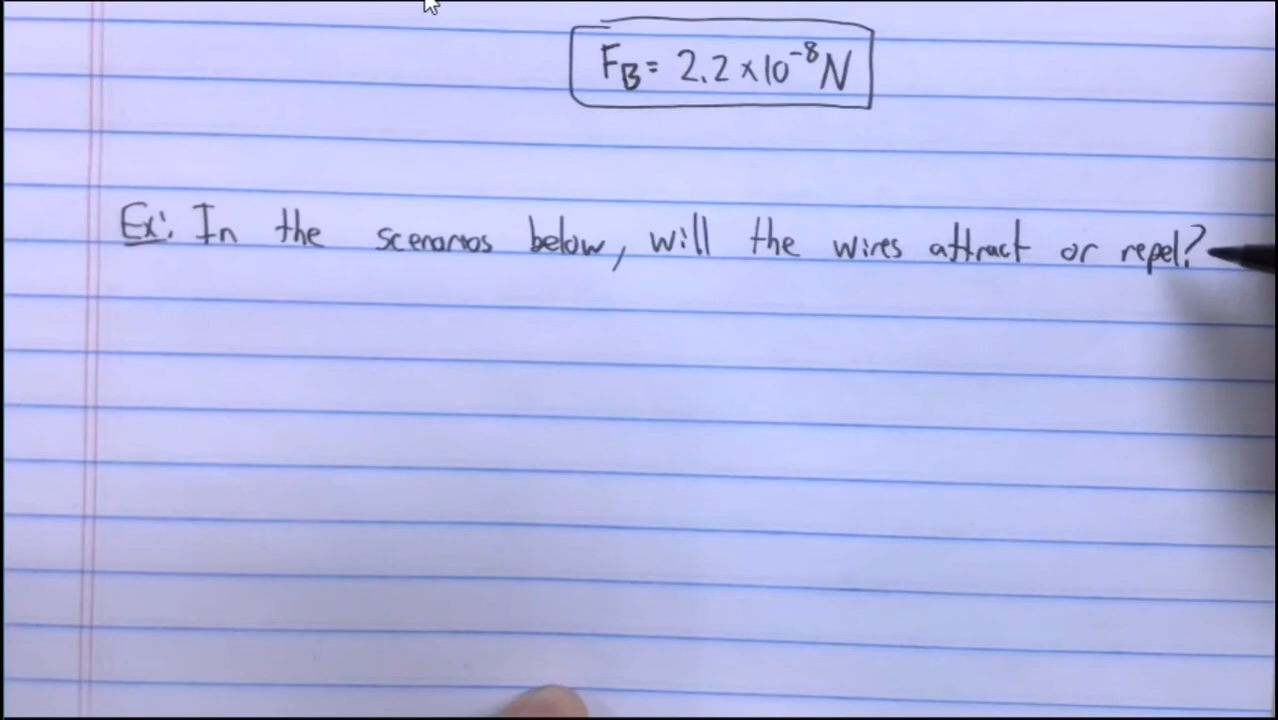 F_B = 2.2 × 10⁻⁸ N
Ex: In the scenarios below, will the wires attract or repel?